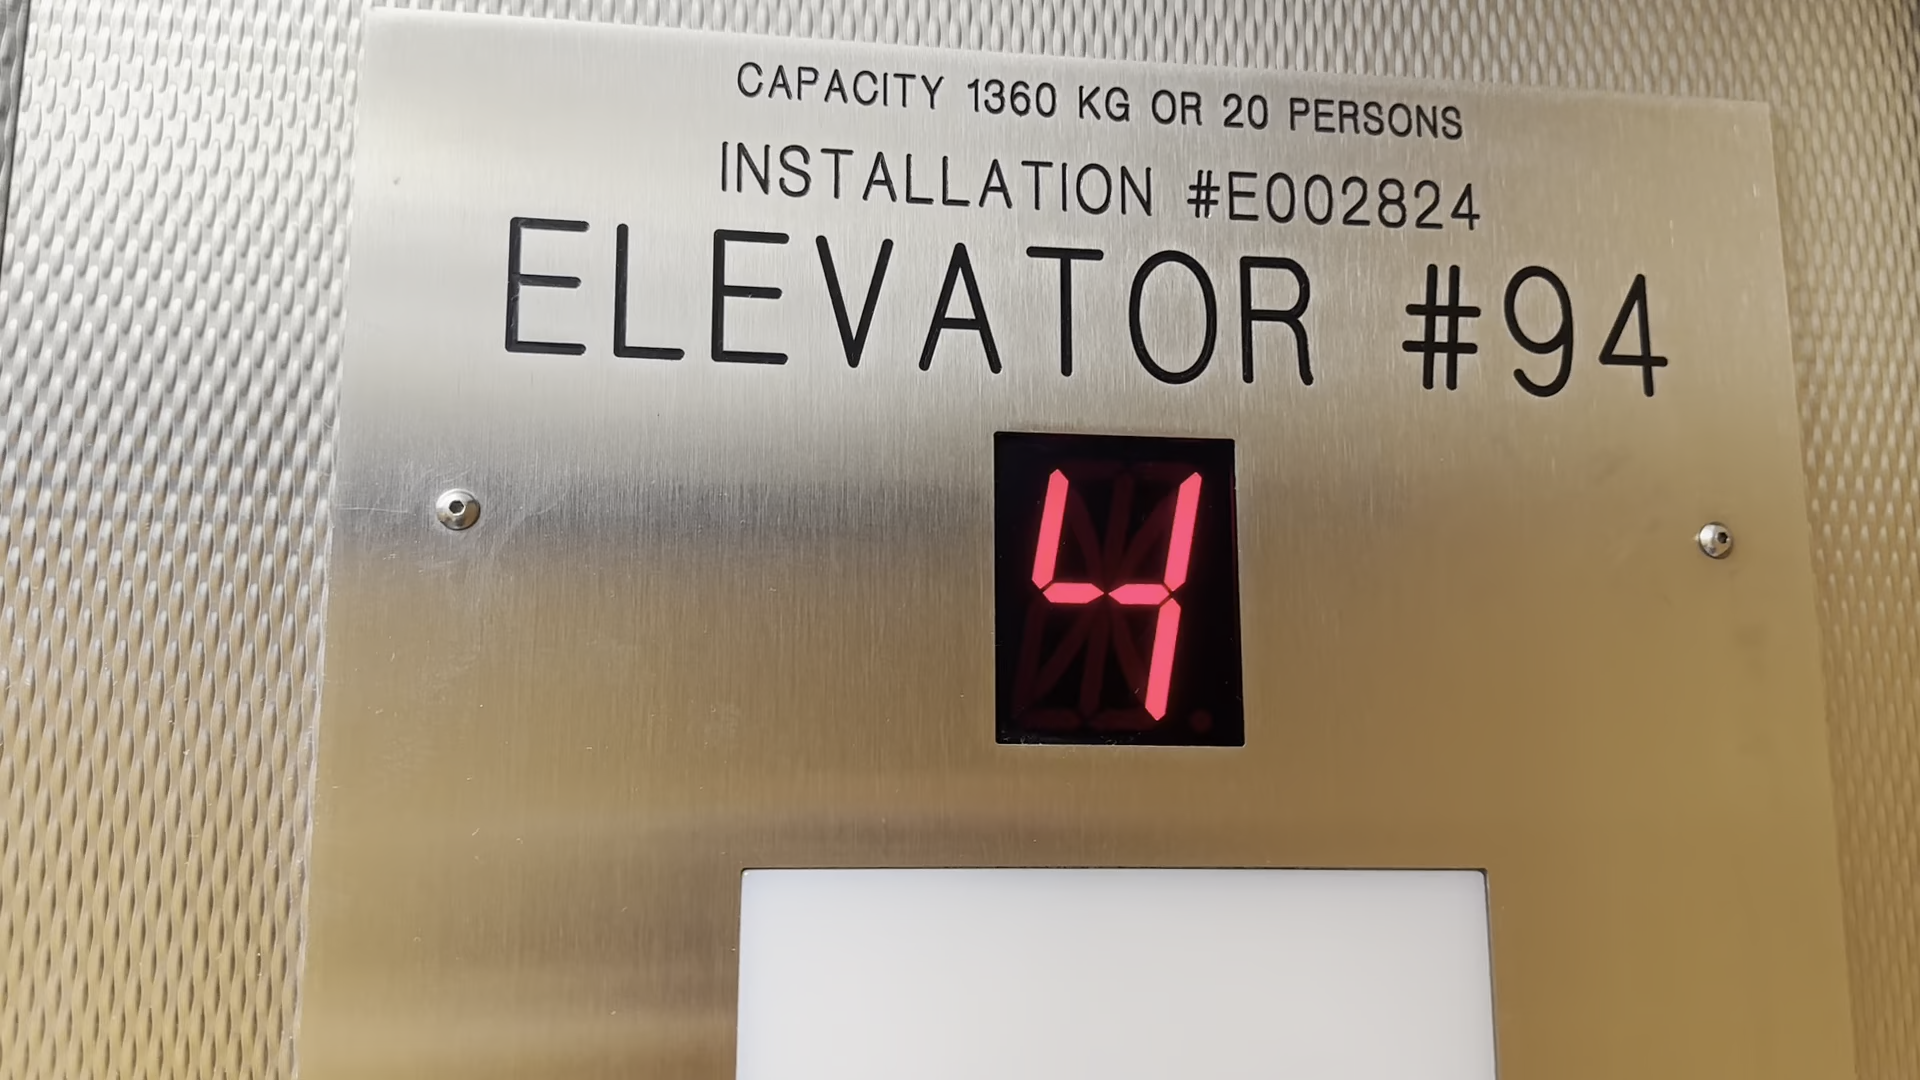 CAPACITY 1360 KG OR 20 PERSONS
INSTALLATION #E002824
ELEVATOR #94
4